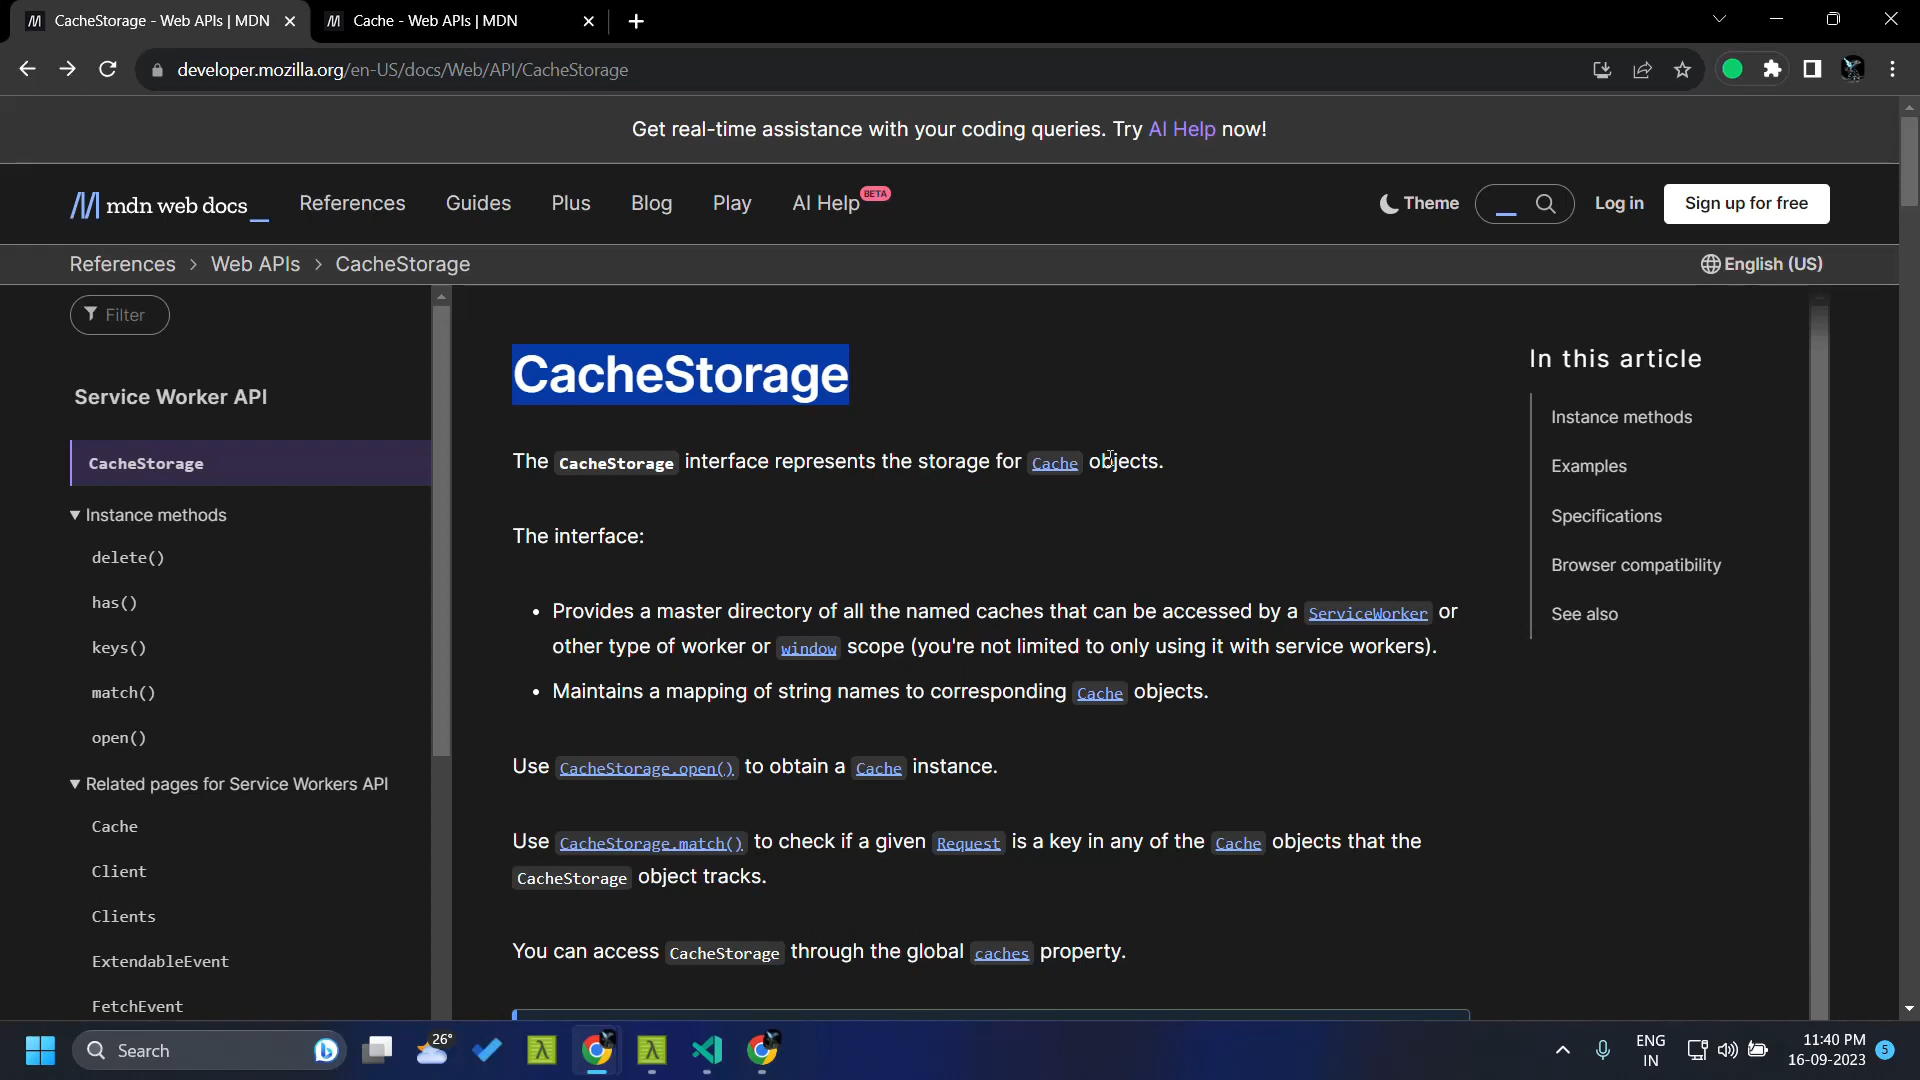 CacheStorage - Web APIs | MDN
Cache - Web APIs | MDN
developer.mozilla.org/en-US/docs/Web/API/CacheStorage
Get real-time assistance with your coding queries. Try AI Help now!
mdn web docs_
References
Guides
Plus
Blog
Play
AI Help BETA
Theme
Log in
Sign up for free
References > Web APIs > CacheStorage
English (US)
Filter
Service Worker API
CacheStorage
Instance methods
delete()
has()
keys()
match()
open()
Related pages for Service Workers API
Cache
Client
Clients
ExtendableEvent
FetchEvent
CacheStorage
The CacheStorage interface represents the storage for Cache objects.
The interface:
• Provides a master directory of all the named caches that can be accessed by a ServiceWorker or
other type of worker or window scope (you're not limited to only using it with service workers).
• Maintains a mapping of string names to corresponding Cache objects.
Use CacheStorage.open() to obtain a Cache instance.
Use CacheStorage.match() to check if a given Request is a key in any of the Cache objects that the
CacheStorage object tracks.
You can access CacheStorage through the global caches property.
In this article
Instance methods
Examples
Specifications
Browser compatibility
See also
Search
26°
ENG
IN
11:40 PM
16-09-2023
5